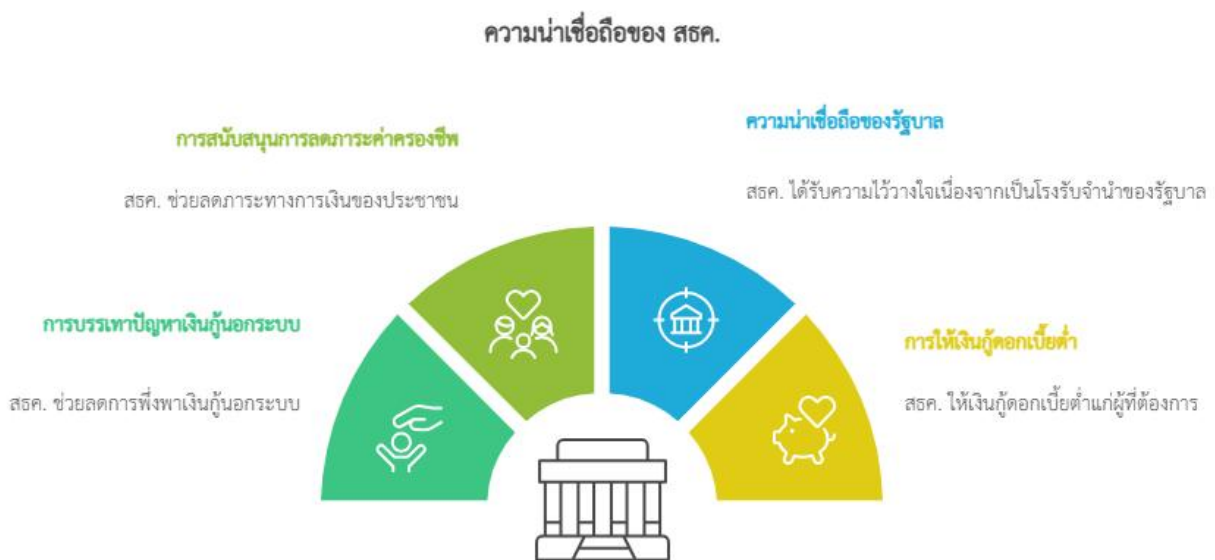 ความน่าเชื่อถือของ สธค.
การสนับสนุนการลดภาระค่าครองชีพ
สธค. ช่วยลดภาระทางการเงินของประชาชน
ความน่าเชื่อถือของรัฐบาล
สธค. ได้รับความไว้วางใจเนื่องจากเป็นโรงรับจำนำของรัฐบาล
การบรรเทาปัญหาเงินกู้นอกระบบ
สธค. ช่วยลดการพึ่งพาเงินกู้นอกระบบ
การให้เงินกู้ดอกเบี้ยต่ำ
สธค. ให้เงินกู้ดอกเบี้ยต่ำแก่ผู้ที่ต้องการ